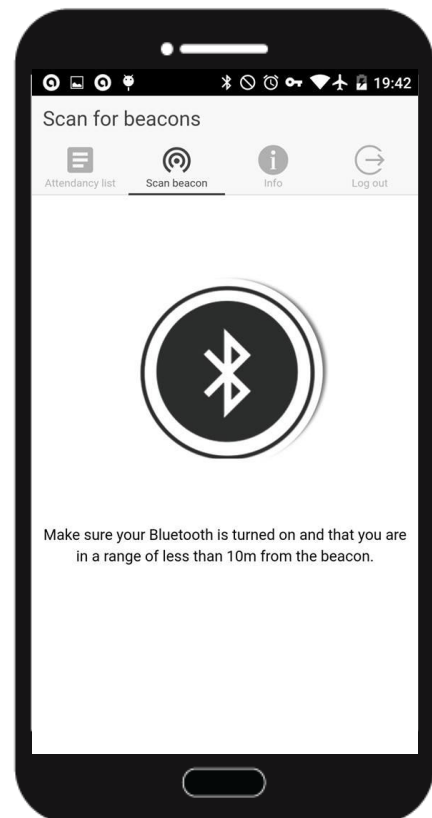 19:42
Scan for beacons
Attendancy list
Scan beacon
Info
Log out
Make sure your Bluetooth is turned on and that you are
in a range of less than 10m from the beacon.